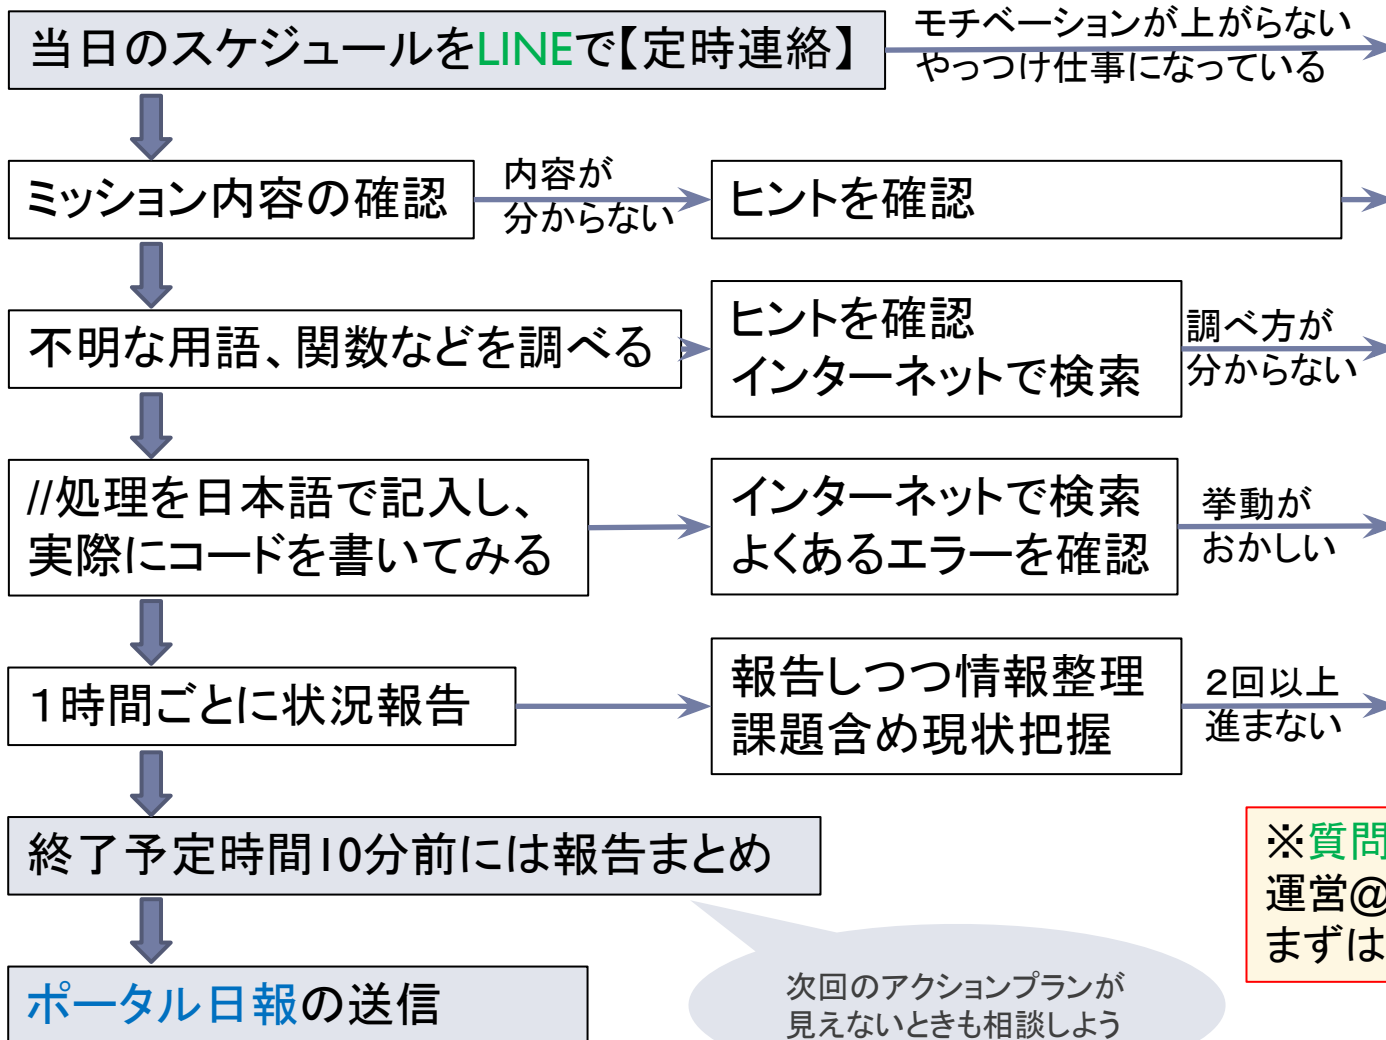 当日のスケジュールをLINEで【定時連絡】
モチベーションが上がらない
やっつけ仕事になっている
ミッション内容の確認
内容が
分からない
ヒントを確認
不明な用語、関数などを調べる
ヒントを確認
インターネットで検索
調べ方が
分からない
//処理を日本語で記入し、
実際にコードを書いてみる
インターネットで検索
よくあるエラーを確認
挙動が
おかしい
1時間ごとに状況報告
報告しつつ情報整理
課題含め現状把握
2回以上
進まない
終了予定時間10分前には報告まとめ
※質問
運営@
まずは
ポータル日報の送信
次回のアクションプランが
見えないときも相談しよう